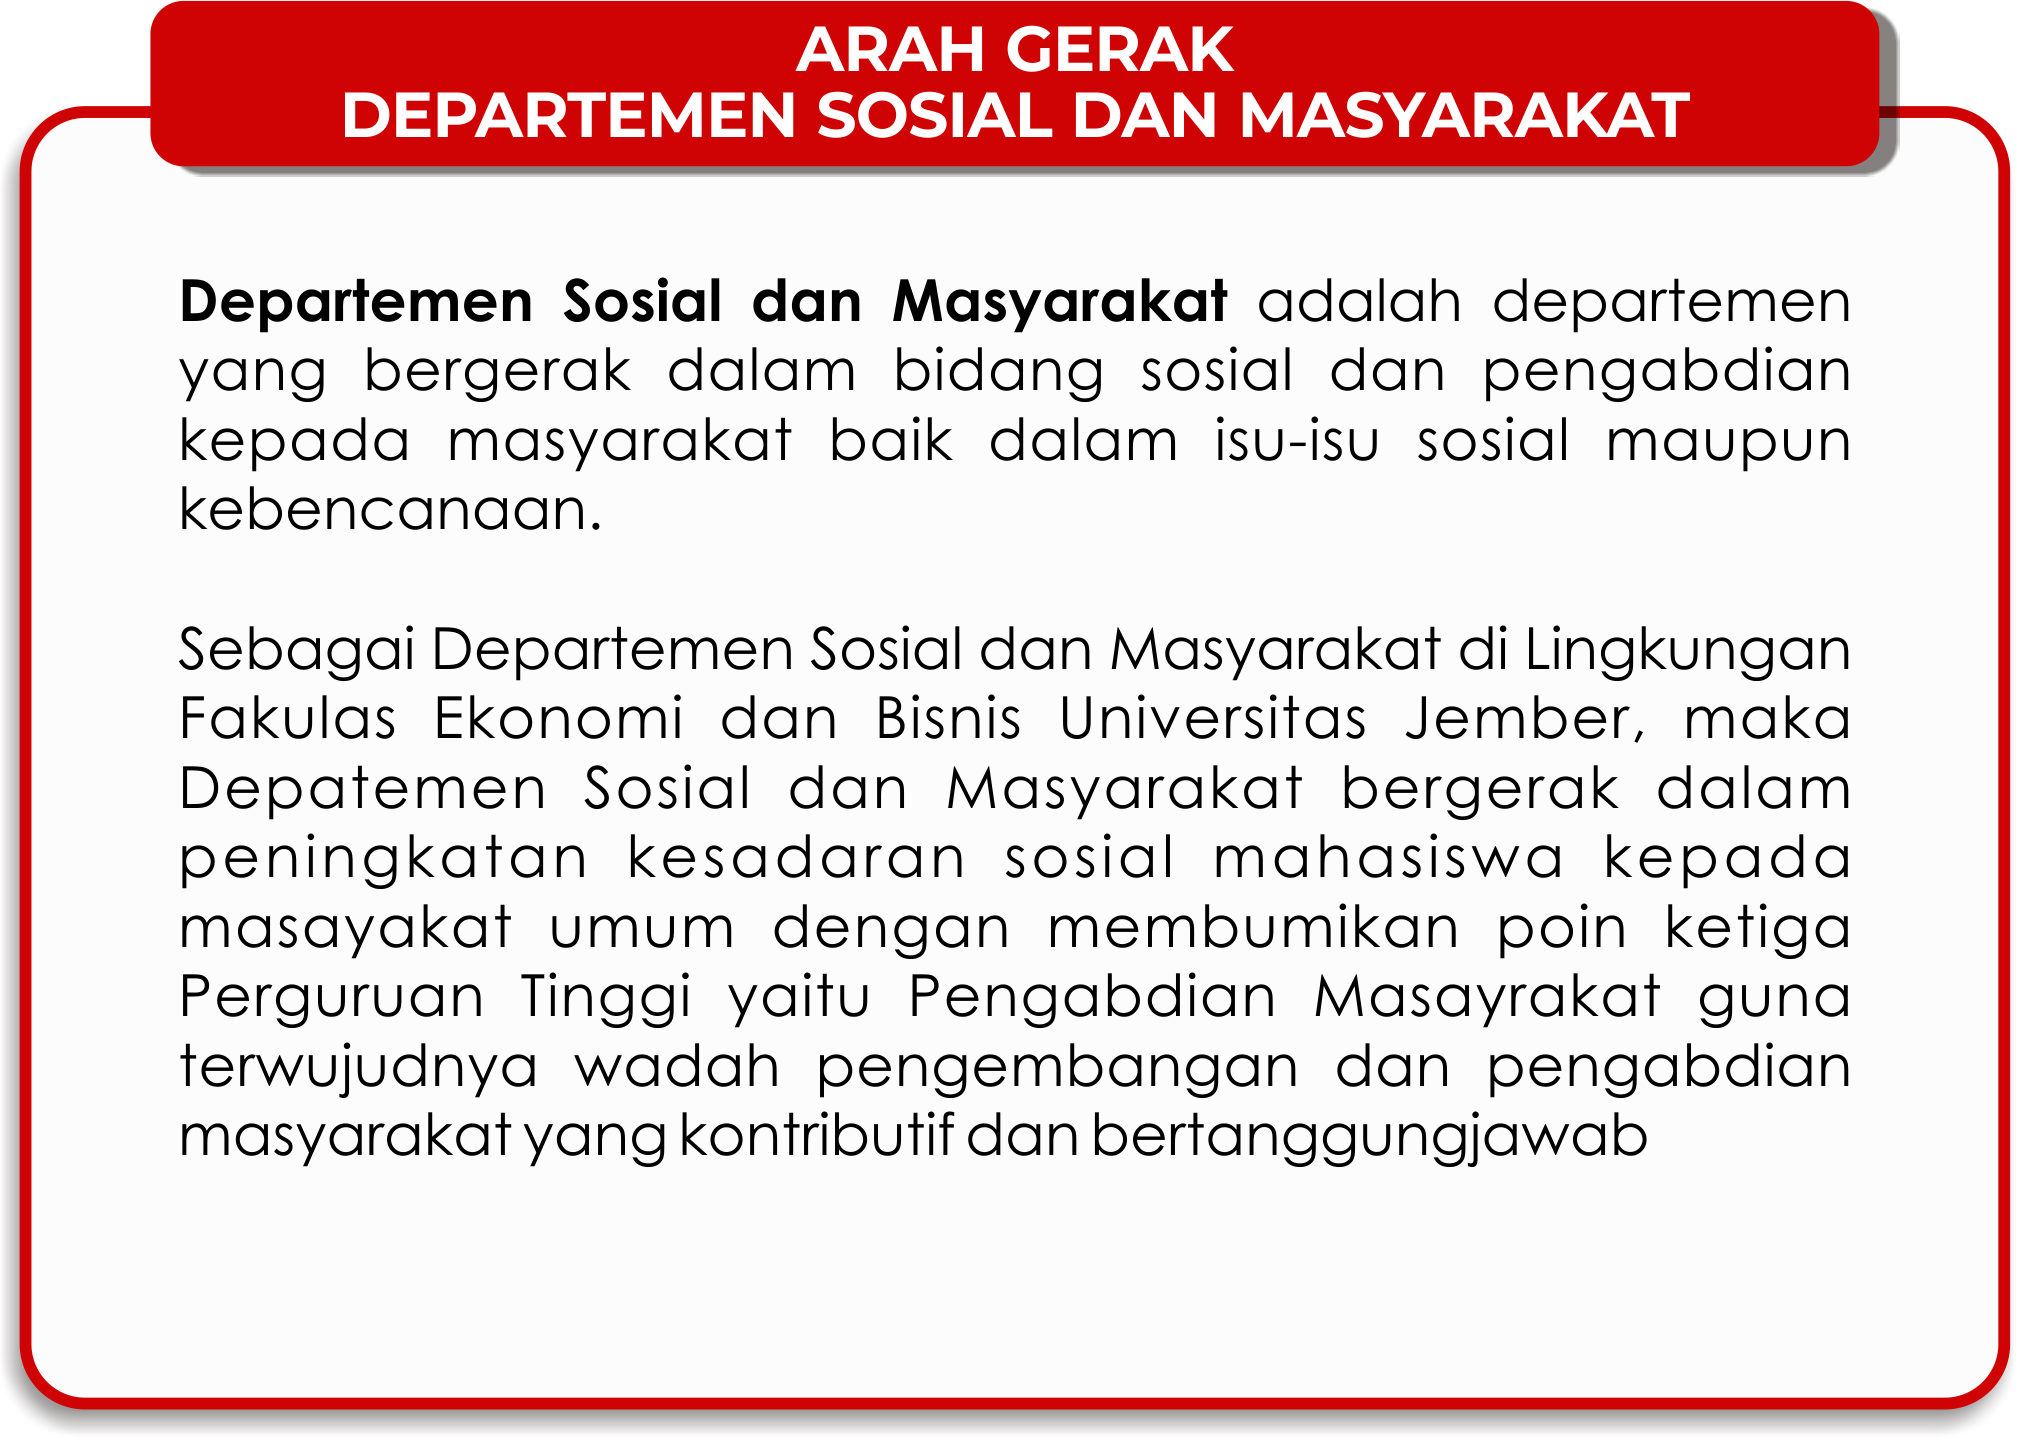 ARAH GERAK
DEPARTEMEN SOSIAL DAN MASYARAKAT
Departemen Sosial dan Masyarakat adalah departemen
yang bergerak dalam bidang sosial dan pengabdian
kepada masyarakat baik dalam isu-isu sosial maupun
kebencanaan.
Sebagai Departemen Sosial dan Masyarakat di Lingkungan
Fakulas Ekonomi dan Bisnis Universitas Jember, maka
Depatemen Sosial dan Masyarakat bergerak dalam
peningkatan kesadaran sosial mahasiswa kepada
masayakat umum dengan membumikan poin ketiga
Perguruan Tinggi yaitu Pengabdian Masayrakat guna
terwujudnya wadah pengembangan dan pengabdian
masyarakat yang kontributif dan bertanggungjawab